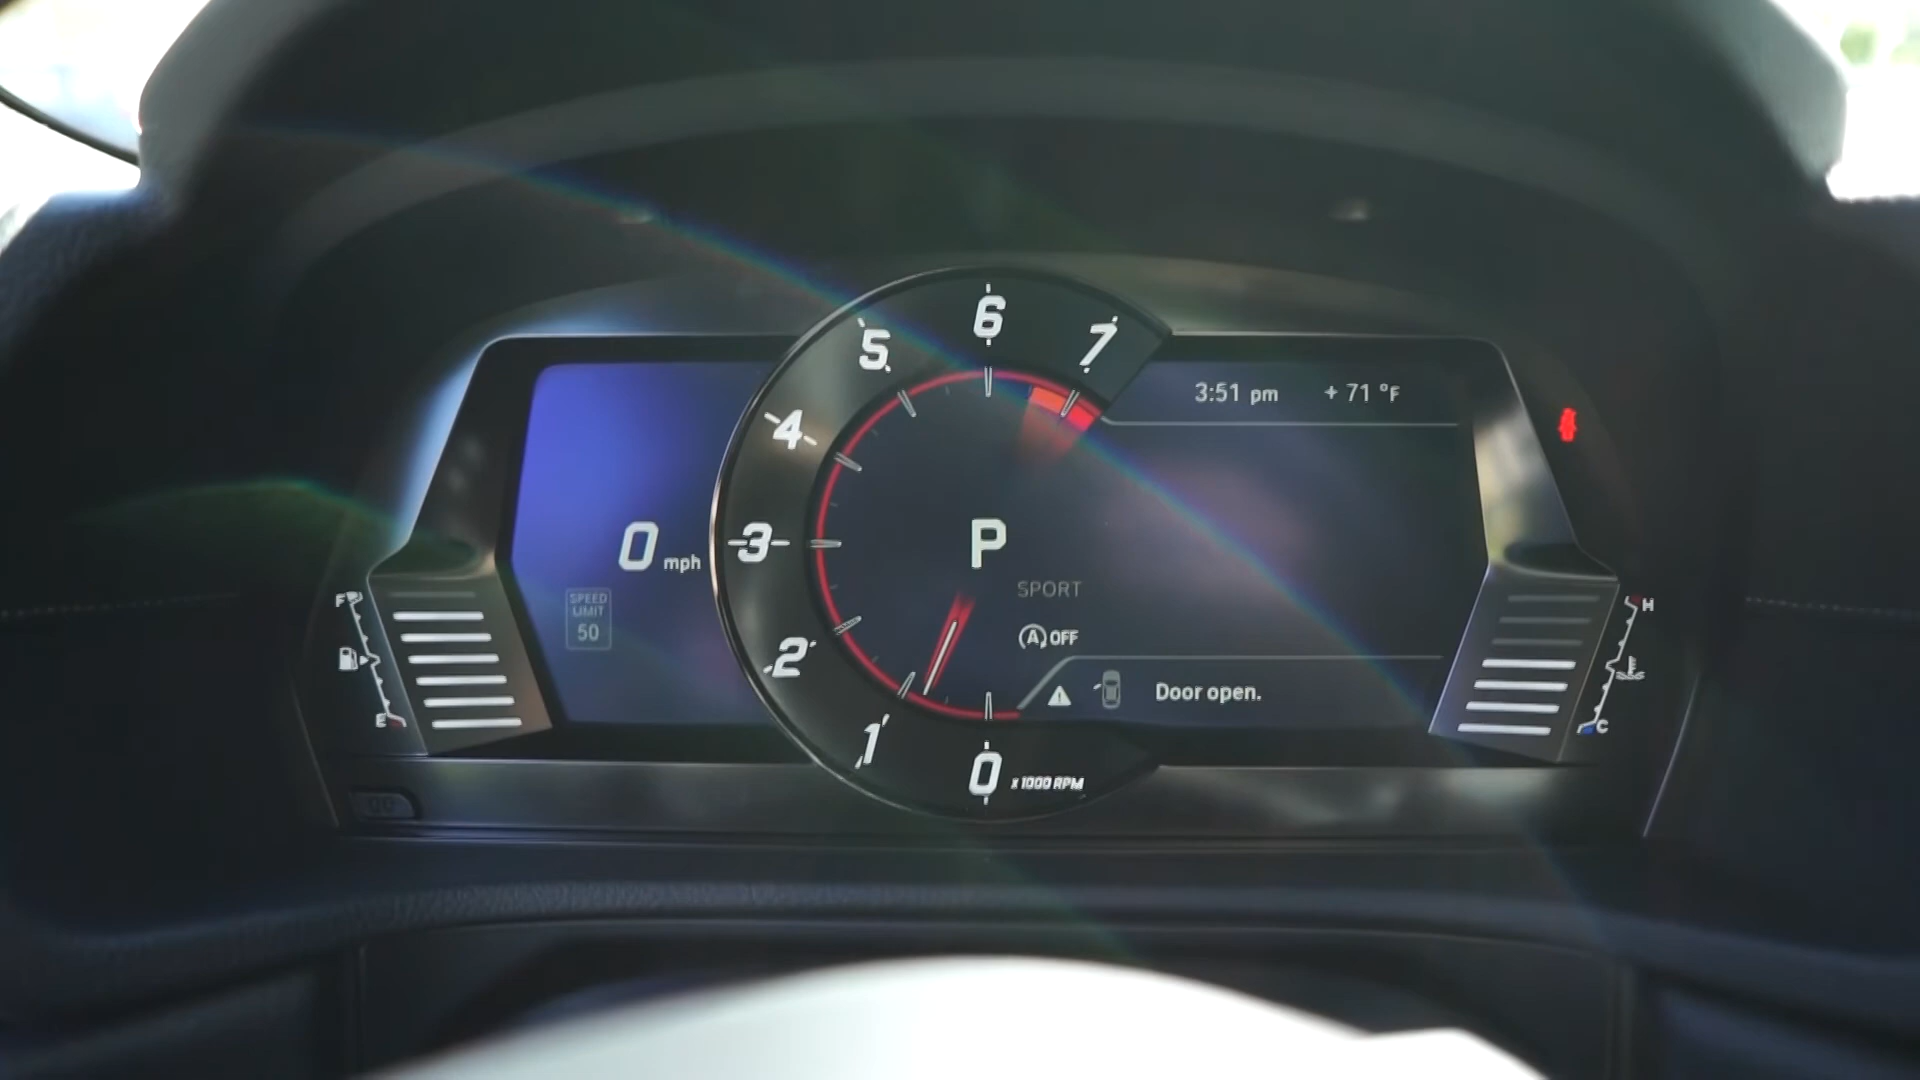 6
5
7
3:51 pm + 71 °F
4
0 mph
3
P
SPORT
SPEED
LIMIT
50
F
H
A OFF
2
Door open.
E
C
1
0 x1000 RPM